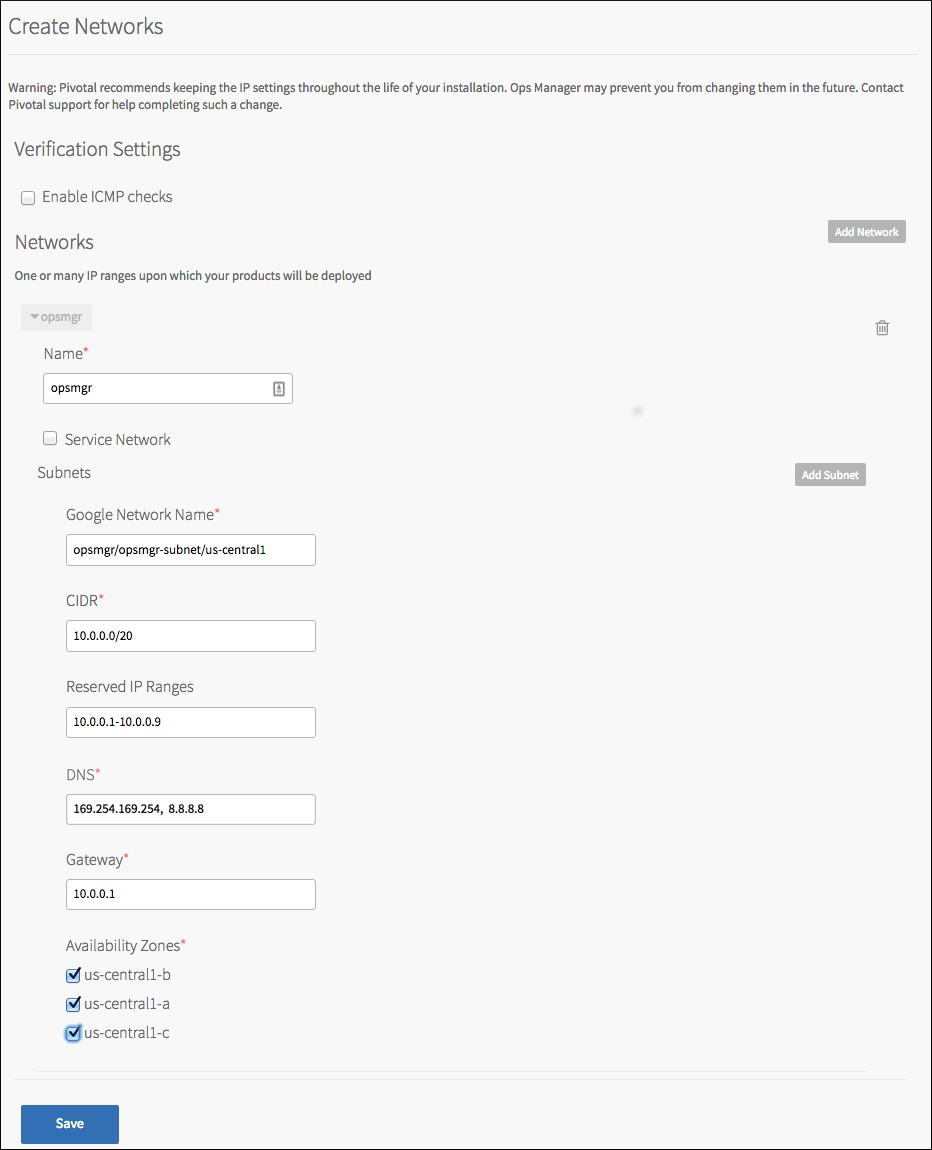 Create Networks
Warning: Pivotal recommends keeping the IP settings throughout the life of your installation. Ops Manager may prevent you from changing them in the future. Contact
Pivotal support for help completing such a change.
Verification Settings
Enable ICMP checks
Add Network
Networks
One or many IP ranges upon which your products will be deployed
opsmgr
Name*
opsmgr
Service Network
Subnets
Add Subnet
Google Network Name*
opsmgr/opsmgr-subnet/us-central1
CIDR*
10.0.0.0/20
Reserved IP Ranges
10.0.0.1-10.0.0.9
DNS*
169.254.169.254, 8.8.8.8
Gateway*
10.0.0.1
Availability Zones*
us-central1-b
us-central1-a
us-central1-c
Save